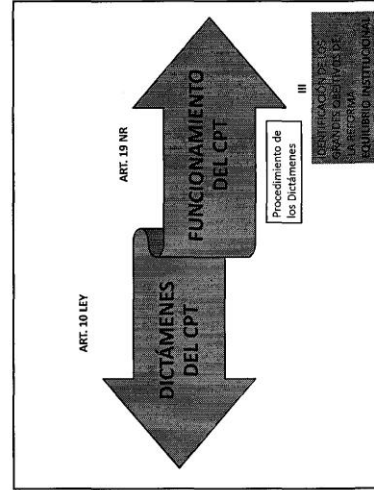 ART. 10 LEY
DICTÁMENES
DEL CPT
ART. 19 NR
FUNCIONAMIENTO
DEL CPT
Procedimiento de
los Dictámenes
III
IDENTIFICACIÓN DE LOS
GRANDES OBJETIVOS DE
LA REFORMA
EQUILIBRIO INSTITUCIONAL